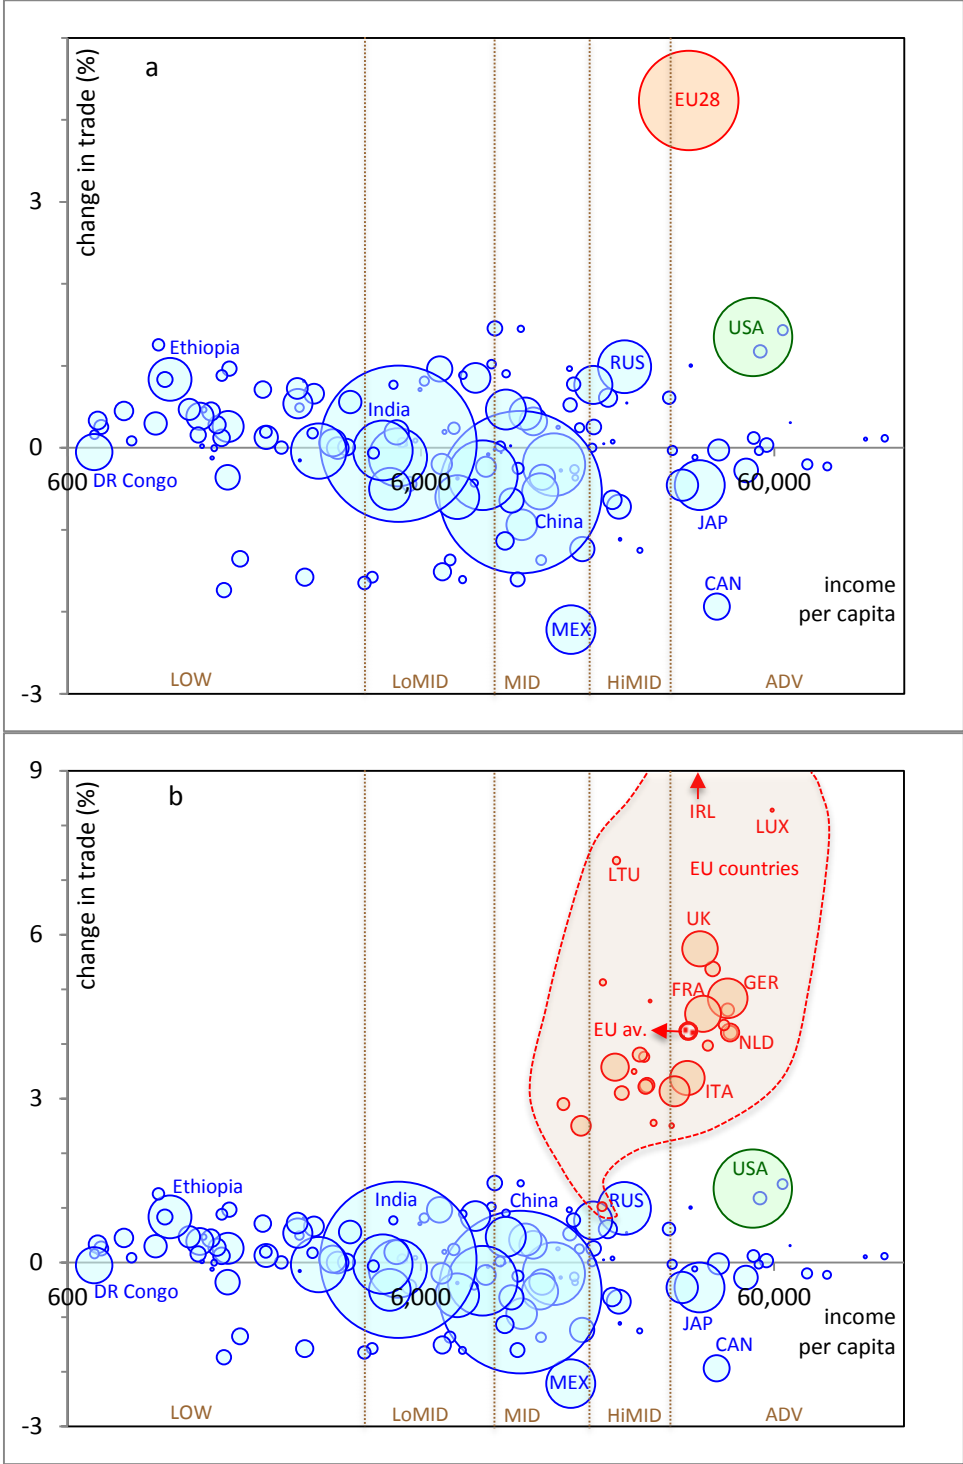 a
change in trade (%)
EU28
3
USA
RUS
Ethiopia
India
0
600
6,000
60,000
DR Congo
China
JAP
CAN
income
per capita
MEX
LOW
LoMID
MID
HiMID
ADV
-3
9
b
change in trade (%)
IRL
LUX
EU countries
LTU
6
UK
FRA
GER
EU av.
NLD
3
ITA
USA
Ethiopia
India
China
RUS
0
600
6,000
60,000
DR Congo
JAP
income
per capita
CAN
MEX
LOW
LoMID
MID
HiMID
ADV
-3